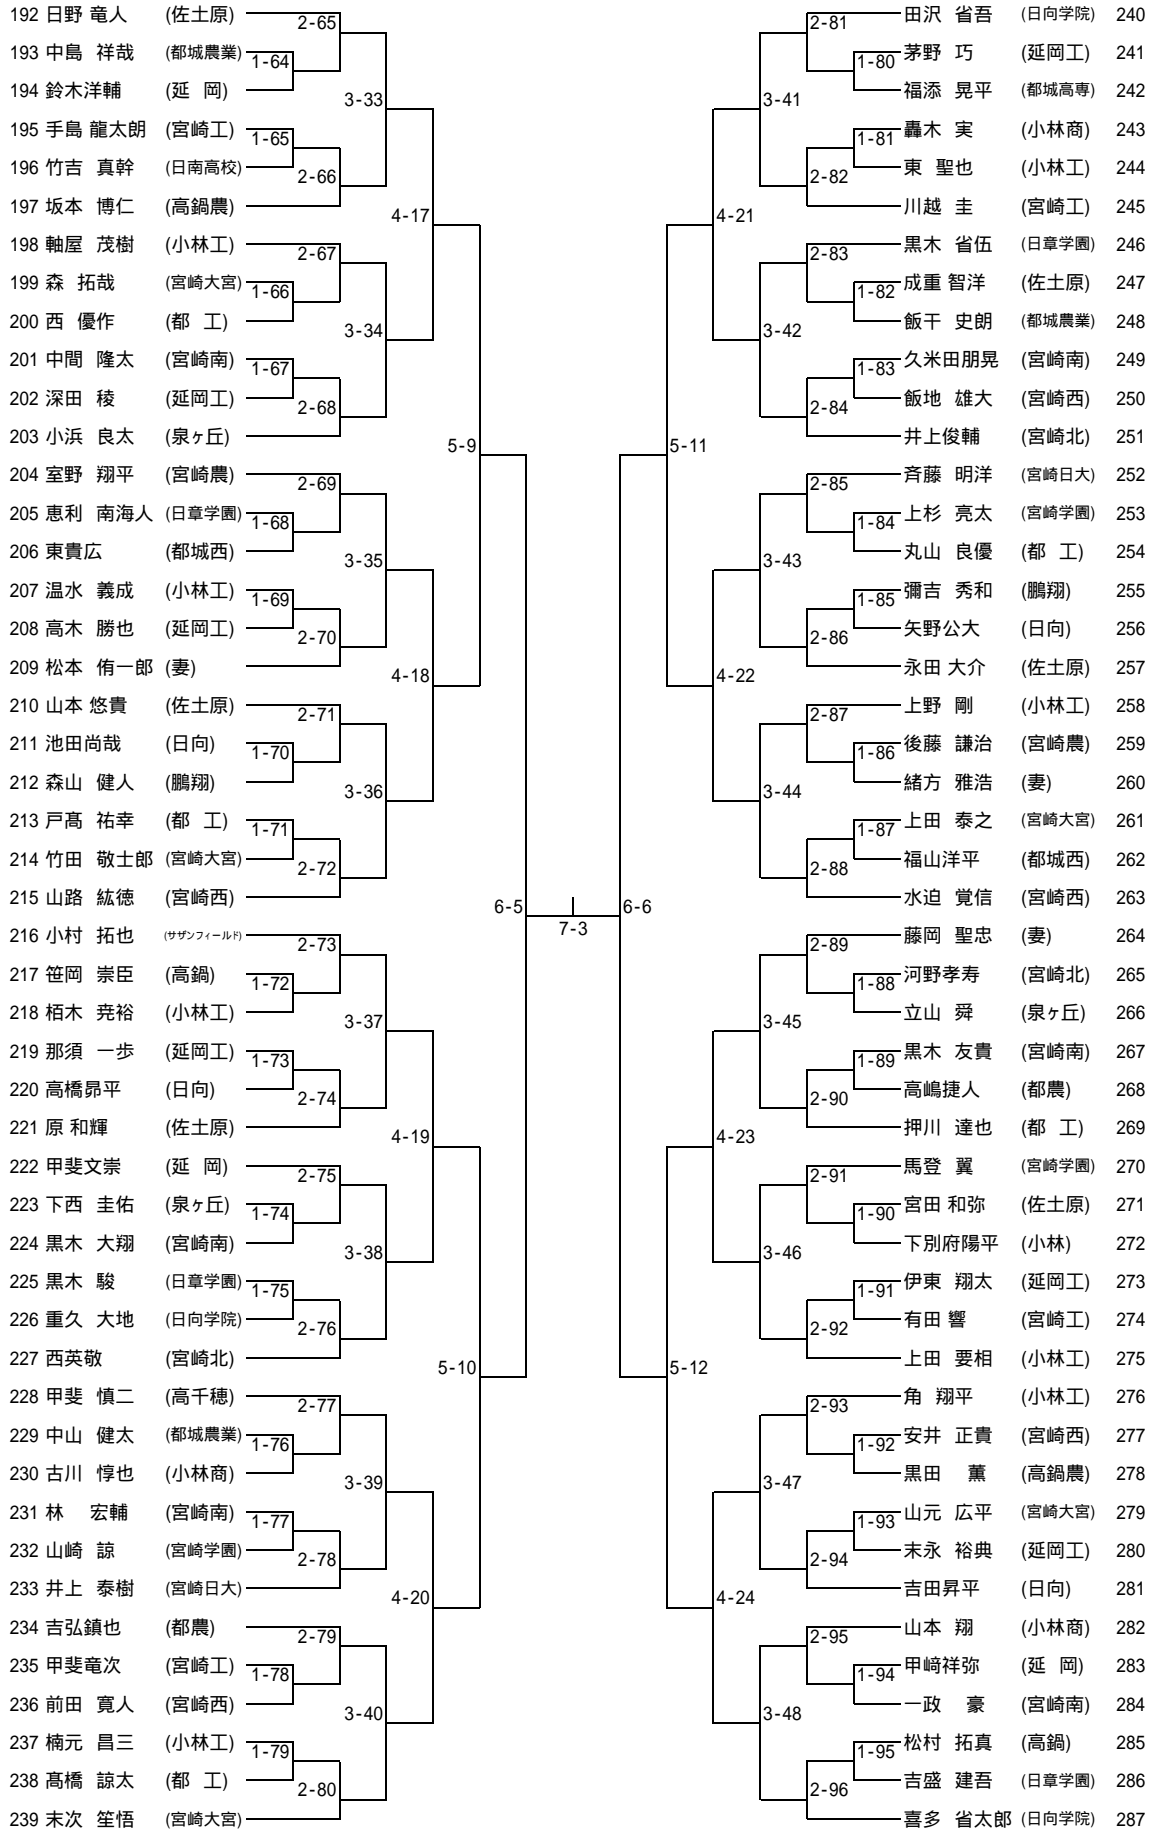 192 日野 竜人 (佐土原)
193 中島 祥哉 (都城農業)
194 鈴木洋輔 (延 岡)
195 手島 龍太朗 (宮崎工)
196 竹吉 真幹 (日南高校)
197 坂本 博仁 (高鍋農)
198 軸屋 茂樹 (小林工)
199 森 拓哉 (宮崎大宮)
200 西 優作 (都 工)
201 中間 隆太 (宮崎南)
202 深田 稜 (延岡工)
203 小浜 良太 (泉ヶ丘)
204 室野 翔平 (宮崎農)
205 恵利 南海人 (日章学園)
206 東貴広 (都城西)
207 温水 義成 (小林工)
208 高木 勝也 (延岡工)
209 松本 侑一郎 (妻)
210 山本 悠貴 (佐土原)
211 池田尚哉 (日向)
212 森山 健人 (鵬翔)
213 戸髙 祐幸 (都 工)
214 竹田 敬士郎 (宮崎大宮)
215 山路 紘徳 (宮崎西)
216 小村 拓也 (サザンフィールド)
217 笹岡 崇臣 (高鍋)
218 栢木 尭裕 (小林工)
219 那須 一歩 (延岡工)
220 高橋昴平 (日向)
221 原 和輝 (佐土原)
222 甲斐文崇 (延 岡)
223 下西 圭佑 (泉ヶ丘)
224 黒木 大翔 (宮崎南)
225 黒木 駿 (日章学園)
226 重久 大地 (日向学院)
227 西英敬 (宮崎北)
228 甲斐 慎二 (高千穂)
229 中山 健太 (都城農業)
230 古川 惇也 (小林商)
231 林 宏輔 (宮崎南)
232 山崎 諒 (宮崎学園)
233 井上 泰樹 (宮崎日大)
234 吉弘鎮也 (都農)
235 甲斐竜次 (宮崎工)
236 前田 寛人 (宮崎西)
237 楠元 昌三 (小林工)
238 髙橋 諒太 (都 工)
239 末次 笙悟 (宮崎大宮)
1-64
1-65
1-66
1-67
1-68
1-69
1-70
1-71
1-72
1-73
1-74
1-75
1-76
1-77
1-78
1-79
2-65
2-66
2-67
2-68
2-69
2-70
2-71
2-72
2-73
2-74
2-75
2-76
2-77
2-78
2-79
2-80
3-33
3-34
3-35
3-36
3-37
3-38
3-39
3-40
4-17
4-18
4-19
4-20
5-9
5-10
6-5
7-3
6-6
5-11
5-12
4-21
4-22
4-23
4-24
3-41
3-42
3-43
3-44
3-45
3-46
3-47
3-48
2-81
2-82
2-83
2-84
2-85
2-86
2-87
2-88
2-89
2-90
2-91
2-92
2-93
2-94
2-95
2-96
1-80
1-81
1-82
1-83
1-84
1-85
1-86
1-87
1-88
1-89
1-90
1-91
1-92
1-93
1-94
1-95
田沢 省吾 (日向学院) 240
茅野 巧 (延岡工) 241
福添 晃平 (都城高専) 242
轟木 実 (小林商) 243
東 聖也 (小林工) 244
川越 圭 (宮崎工) 245
黒木 省伍 (日章学園) 246
成重 智洋 (佐土原) 247
飯干 史朗 (都城農業) 248
久米田朋晃 (宮崎南) 249
飯地 雄大 (宮崎西) 250
井上俊輔 (宮崎北) 251
斉藤 明洋 (宮崎日大) 252
上杉 亮太 (宮崎学園) 253
丸山 良優 (都 工) 254
彌吉 秀和 (鵬翔) 255
矢野公大 (日向) 256
永田 大介 (佐土原) 257
上野 剛 (小林工) 258
後藤 謙治 (宮崎農) 259
緒方 雅浩 (妻) 260
上田 泰之 (宮崎大宮) 261
福山洋平 (都城西) 262
水迫 覚信 (宮崎西) 263
藤岡 聖忠 (妻) 264
河野孝寿 (宮崎北) 265
立山 舜 (泉ヶ丘) 266
黒木 友貴 (宮崎南) 267
高嶋捷人 (都農) 268
押川 達也 (都 工) 269
馬登 翼 (宮崎学園) 270
宮田 和弥 (佐土原) 271
下別府陽平 (小林) 272
伊東 翔太 (延岡工) 273
有田 響 (宮崎工) 274
上田 要相 (小林工) 275
角 翔平 (小林工) 276
安井 正貴 (宮崎西) 277
黒田 薫 (高鍋農) 278
山元 広平 (宮崎大宮) 279
末永 裕典 (延岡工) 280
吉田昇平 (日向) 281
山本 翔 (小林商) 282
甲﨑祥弥 (延 岡) 283
一政 豪 (宮崎南) 284
松村 拓真 (高鍋) 285
吉盛 建吾 (日章学園) 286
喜多 省太郎 (日向学院) 287